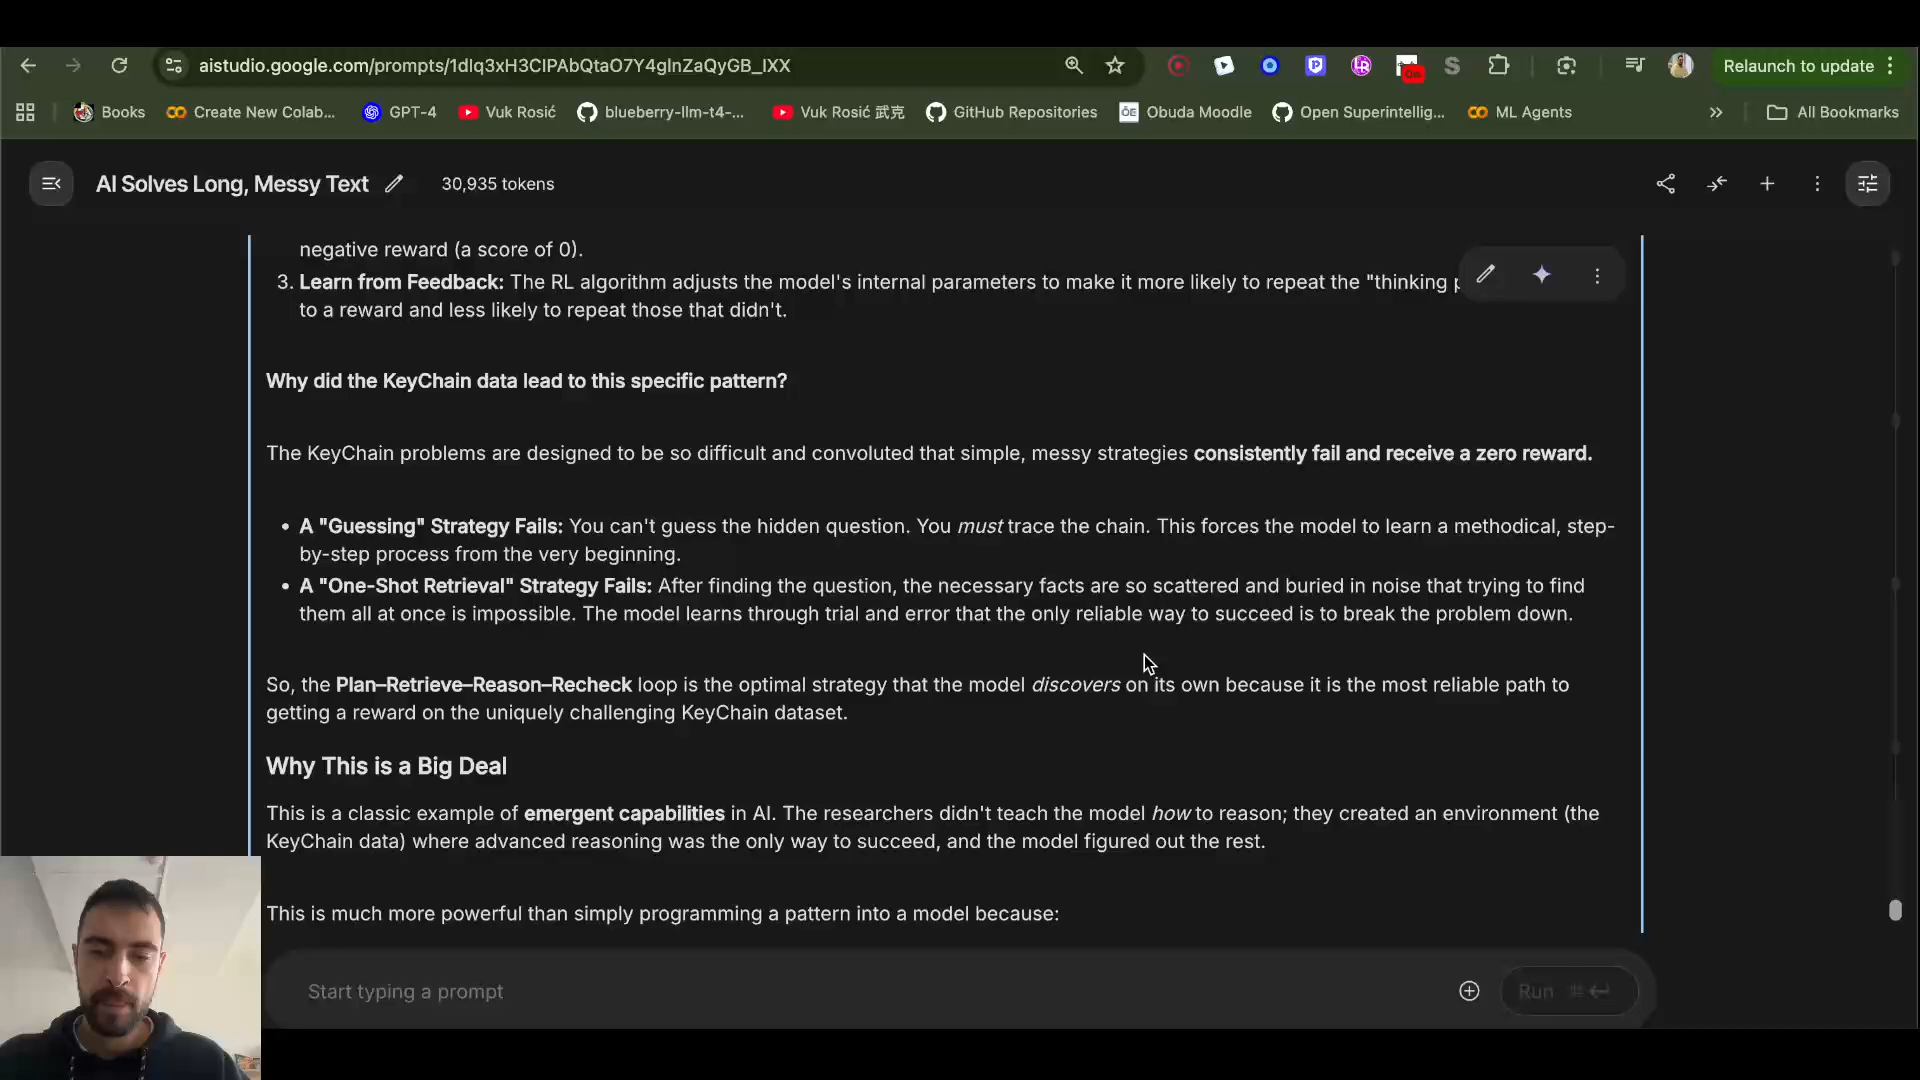 aistudio.google.com/prompts/1dlq3xH3ClPAbQtaO7Y4glnZaQyGB_lXX
Relaunch to update
Books
Create New Colab...
GPT-4
Vuk Rosić
blueberry-llm-t4-...
Vuk Rosić 武克
GitHub Repositories
Obuda Moodle
Open Superintellig...
ML Agents
All Bookmarks
AI Solves Long, Messy Text
30,935 tokens
negative reward (a score of 0).
3. Learn from Feedback: The RL algorithm adjusts the model's internal parameters to make it more likely to repeat the "thinking p
to a reward and less likely to repeat those that didn't.
Why did the KeyChain data lead to this specific pattern?
The KeyChain problems are designed to be so difficult and convoluted that simple, messy strategies consistently fail and receive a zero reward.
• A "Guessing" Strategy Fails: You can't guess the hidden question. You must trace the chain. This forces the model to learn a methodical, step-
by-step process from the very beginning.
• A "One-Shot Retrieval" Strategy Fails: After finding the question, the necessary facts are so scattered and buried in noise that trying to find
them all at once is impossible. The model learns through trial and error that the only reliable way to succeed is to break the problem down.
So, the Plan–Retrieve–Reason–Recheck loop is the optimal strategy that the model discovers on its own because it is the most reliable path to
getting a reward on the uniquely challenging KeyChain dataset.
Why This is a Big Deal
This is a classic example of emergent capabilities in AI. The researchers didn't teach the model how to reason; they created an environment (the
KeyChain data) where advanced reasoning was the only way to succeed, and the model figured out the rest.
This is much more powerful than simply programming a pattern into a model because:
Start typing a prompt
Run